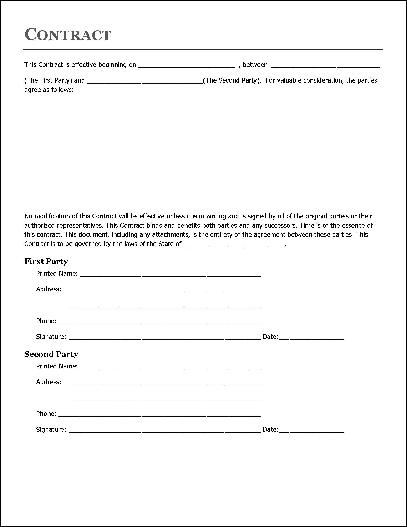 CONTRACT
This Contract is effective beginning on ______________________ , between ______________________
(The First Party) and ______________________ (The Second Party). For valuable consideration, the parties
agree as follows:
No modification of this Contract will be effective unless it is in writing and is signed by all of the original parties or their
authorized representatives. This Contract binds and benefits both parties and any successors. Time is of the essence of
this contract. This document, including any attachments, is the entirety of the agreement between these parties. This
Contract is to be governed by the laws of the State of ______________________ .
First Party
Printed Name: ______________________
Address: ______________________
Phone: ______________________
Signature: ______________________ Date: ______________
Second Party
Printed Name: ______________________
Address: ______________________
Phone: ______________________
Signature: ______________________ Date: ______________